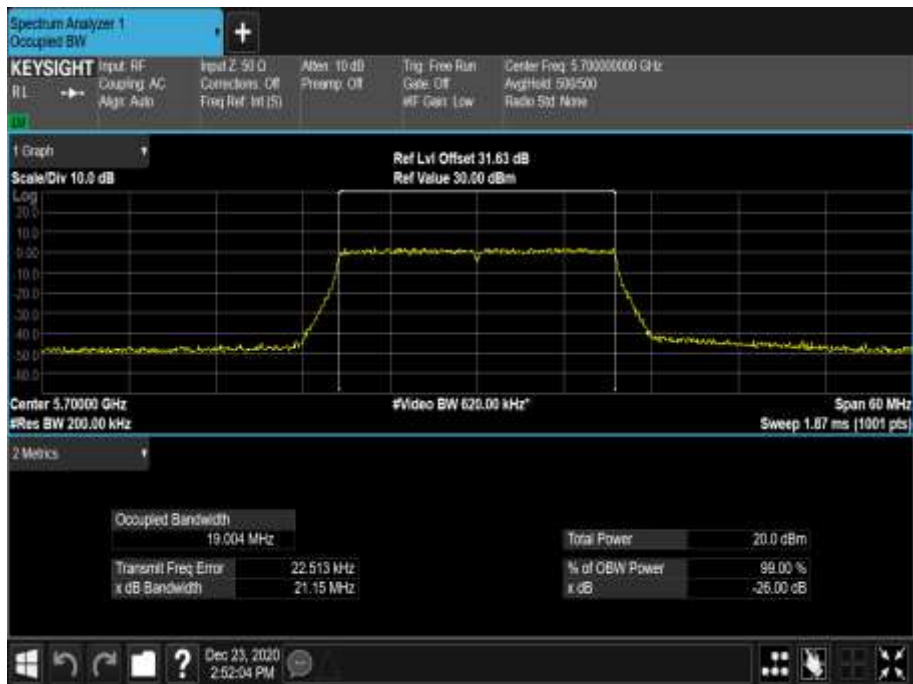 Spectrum Analyzer 1
Occupied BW
+
KEYSIGHT
RL
Input: RF
Coupling: AC
Align: Auto
Input Z: 50 Ω
Corrections: Off
Freq Ref: Int (S)
Atten: 10 dB
Preamp: Off
Trig: Free Run
Gate: Off
#IF Gain: Low
Center Freq: 5.700000000 GHz
Avg|Hold: 500/500
Radio Std: None
1 Graph
Scale/Div 10.0 dB
Ref Lvl Offset 31.63 dB
Ref Value 30.00 dBm
Log
20.0
10.0
0.00
-10.0
-20.0
-30.0
-40.0
-50.0
-60.0
Center 5.70000 GHz
#Video BW 620.00 kHz*
Span 60 MHz
#Res BW 200.00 kHz
Sweep 1.87 ms (1001 pts)
2 Metrics
Occupied Bandwidth
19.004 MHz
Total Power 20.0 dBm
Transmit Freq Error 22.513 kHz
% of OBW Power 99.00 %
x dB Bandwidth 21.15 MHz
x dB -26.00 dB
?
Dec 23, 2020
2:52:04 PM